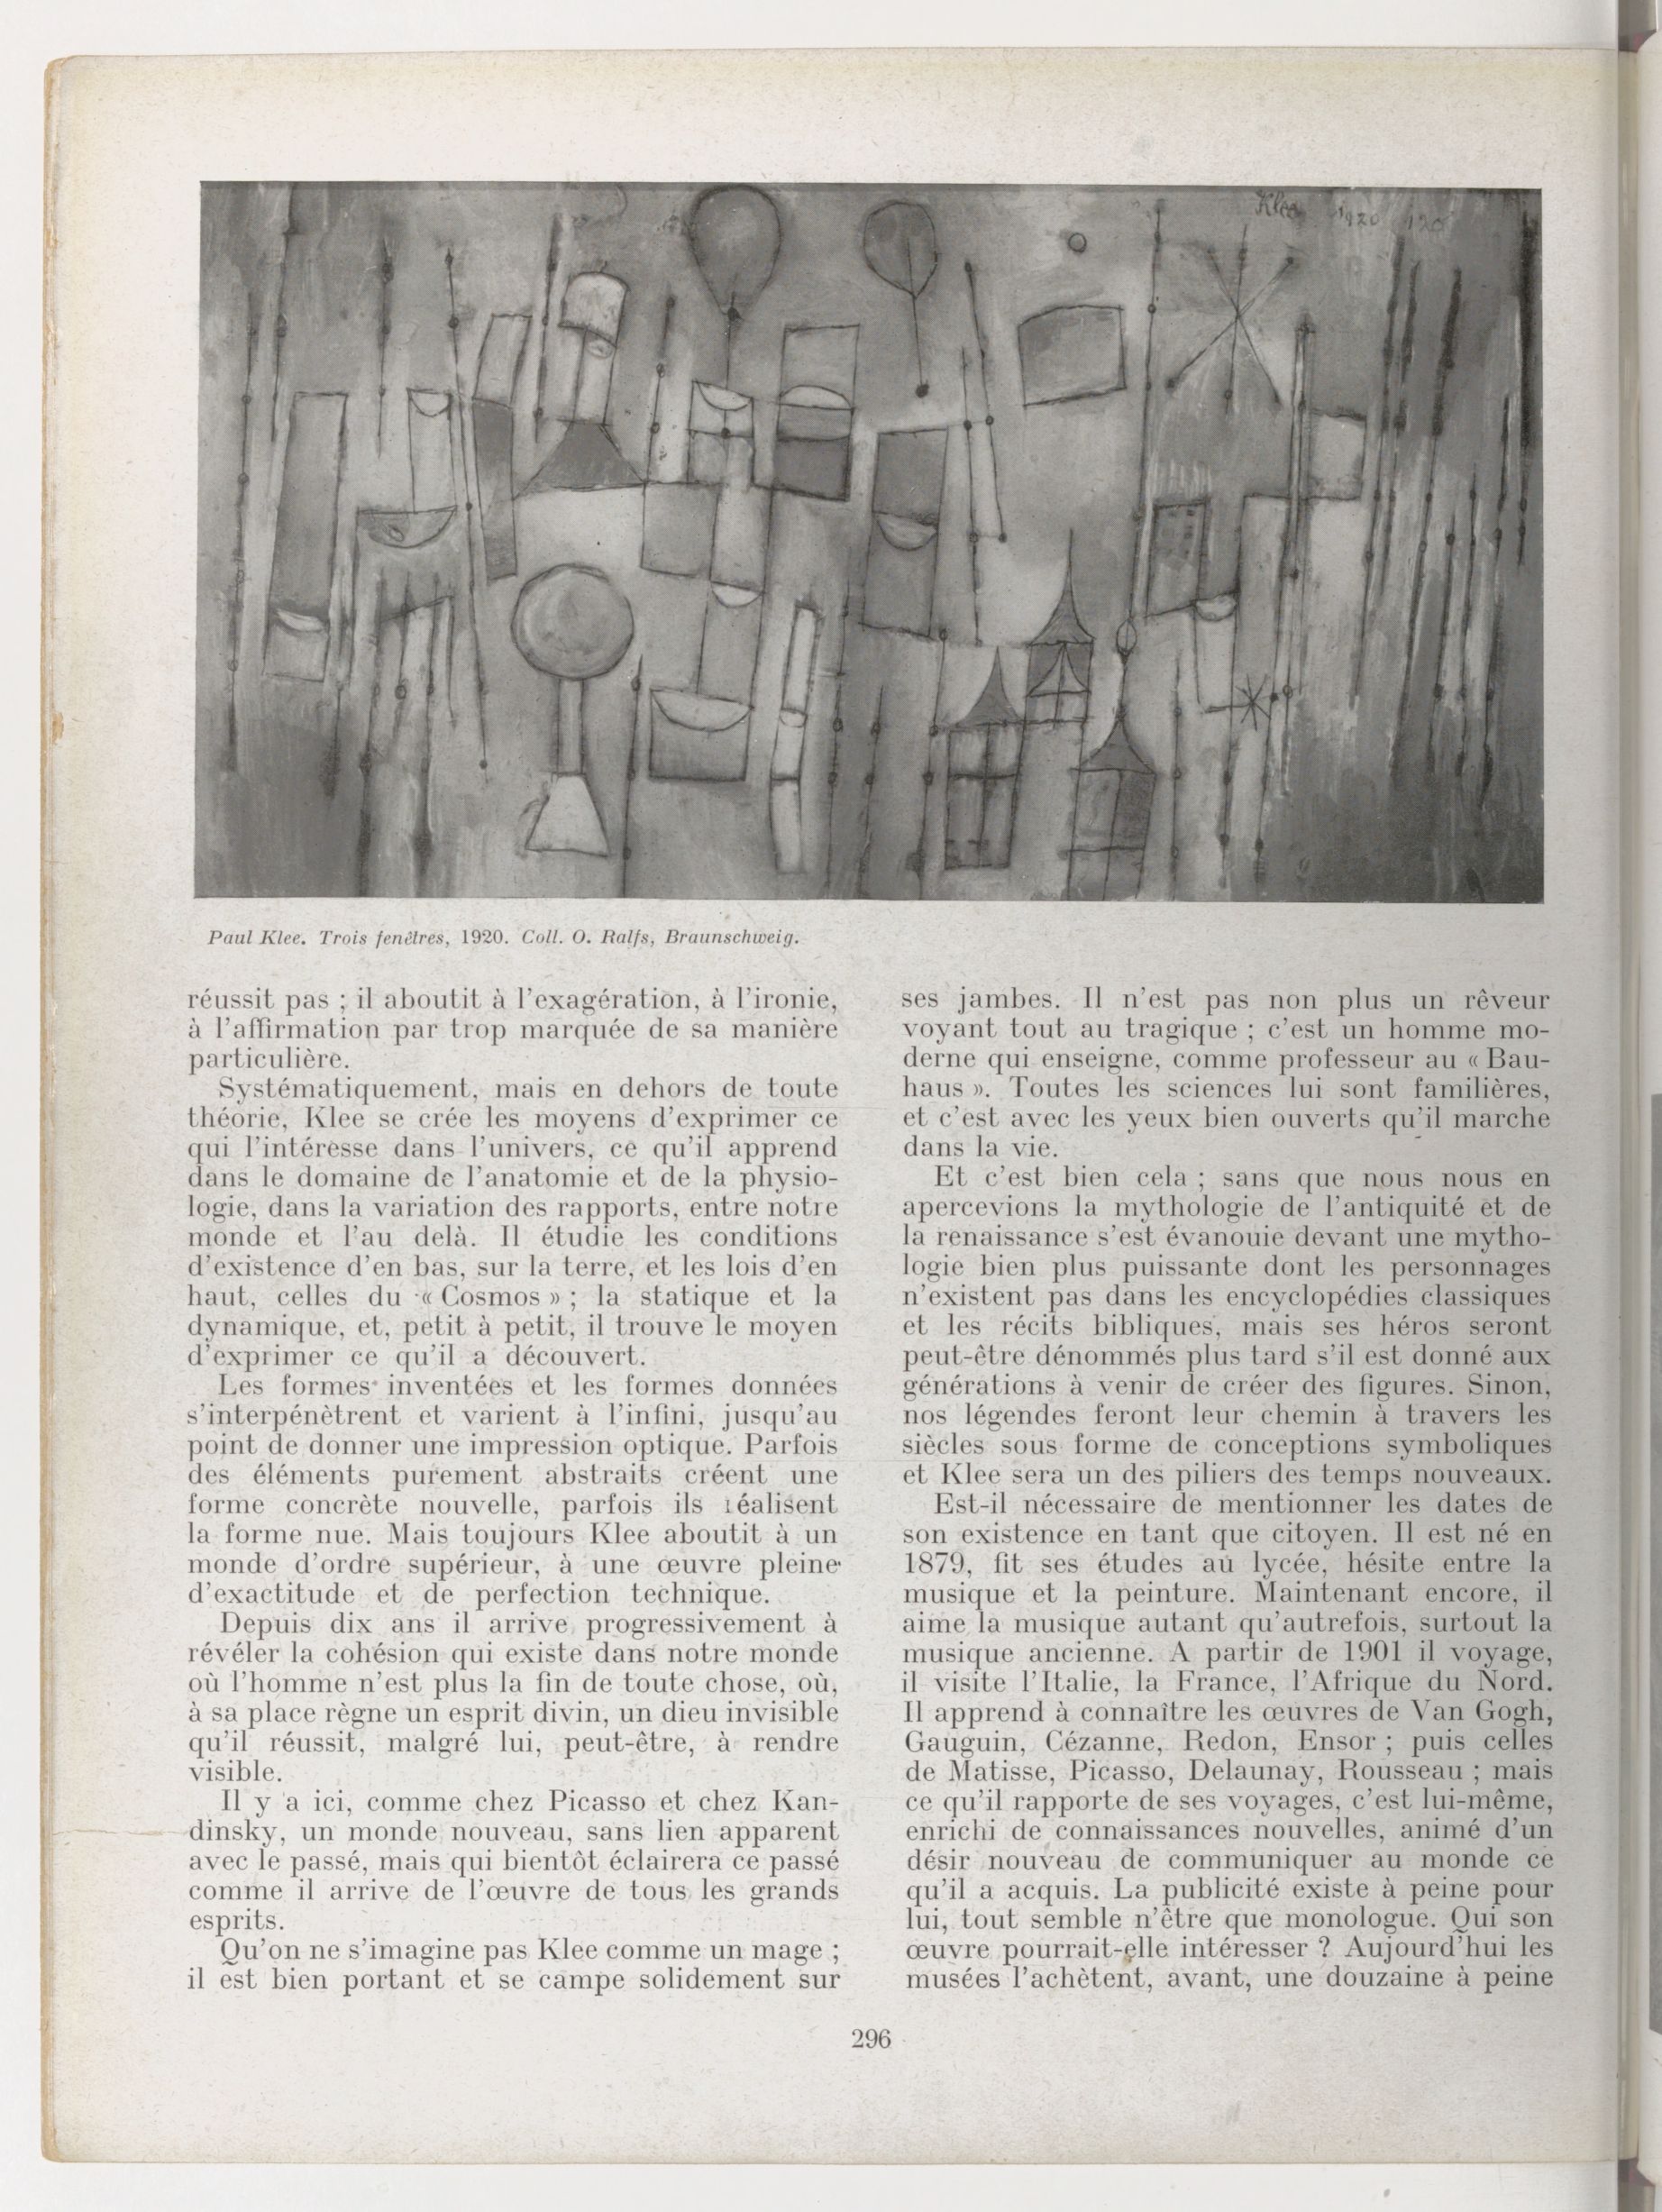 Klee 1920 120
Paul Klee. Trois fenêtres, 1920. Coll. O. Ralfs, Braunschweig.
réussit pas ; il aboutit à l'exagération, à l'ironie,
à l'affirmation par trop marquée de sa manière
particulière.
Systématiquement, mais en dehors de toute
théorie, Klee se crée les moyens d'exprimer ce
qui l'intéresse dans l'univers, ce qu'il apprend
dans le domaine de l'anatomie et de la physio-
logie, dans la variation des rapports, entre notre
monde et l'au delà. Il étudie les conditions
d'existence d'en bas, sur la terre, et les lois d'en
haut, celles du « Cosmos » ; la statique et la
dynamique, et, petit à petit, il trouve le moyen
d'exprimer ce qu'il a découvert.
Les formes inventées et les formes données
s'interpénètrent et varient à l'infini, jusqu'au
point de donner une impression optique. Parfois
des éléments purement abstraits créent une
forme concrète nouvelle, parfois ils réalisent
la forme nue. Mais toujours Klee aboutit à un
monde d'ordre supérieur, à une œuvre pleine
d'exactitude et de perfection technique.
Depuis dix ans il arrive progressivement à
révéler la cohésion qui existe dans notre monde
où l'homme n'est plus la fin de toute chose, où,
à sa place règne un esprit divin, un dieu invisible
qu'il réussit, malgré lui, peut-être, à rendre
visible.
Il y a ici, comme chez Picasso et chez Kan-
dinsky, un monde nouveau, sans lien apparent
avec le passé, mais qui bientôt éclairera ce passé
comme il arrive de l'œuvre de tous les grands
esprits.
Qu'on ne s'imagine pas Klee comme un mage ;
il est bien portant et se campe solidement sur
ses jambes. Il n'est pas non plus un rêveur
voyant tout au tragique ; c'est un homme mo-
derne qui enseigne, comme professeur au « Bau-
haus ». Toutes les sciences lui sont familières,
et c'est avec les yeux bien ouverts qu'il marche
dans la vie.
Et c'est bien cela ; sans que nous nous en
apercevions la mythologie de l'antiquité et de
la renaissance s'est évanouie devant une mytho-
logie bien plus puissante dont les personnages
n'existent pas dans les encyclopédies classiques
et les récits bibliques, mais ses héros seront
peut-être dénommés plus tard s'il est donné aux
générations à venir de créer des figures. Sinon,
nos légendes feront leur chemin à travers les
siècles sous forme de conceptions symboliques
et Klee sera un des piliers des temps nouveaux.
Est-il nécessaire de mentionner les dates de
son existence en tant que citoyen. Il est né en
1879, fit ses études au lycée, hésite entre la
musique et la peinture. Maintenant encore, il
aime la musique autant qu'autrefois, surtout la
musique ancienne. A partir de 1901 il voyage,
il visite l'Italie, la France, l'Afrique du Nord.
Il apprend à connaître les œuvres de Van Gogh,
Gauguin, Cézanne, Redon, Ensor ; puis celles
de Matisse, Picasso, Delaunay, Rousseau ; mais
ce qu'il rapporte de ses voyages, c'est lui-même,
enrichi de connaissances nouvelles, animé d'un
désir nouveau de communiquer au monde ce
qu'il a acquis. La publicité existe à peine pour
lui, tout semble n'être que monologue. Qui son
œuvre pourrait-elle intéresser ? Aujourd'hui les
musées l'achètent, avant, une douzaine à peine
296